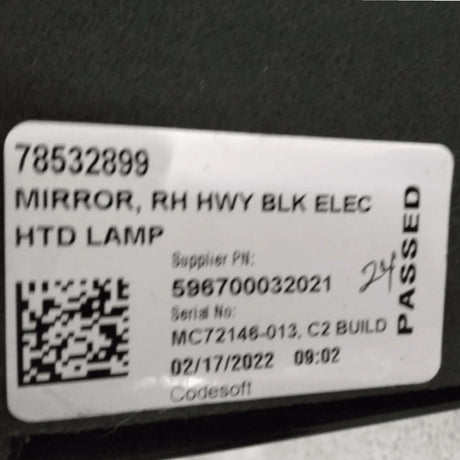 78532899
MIRROR, RH HWY BLK ELEC
HTD LAMP
Supplier PN:
596700032021
Serial No:
MC72146-013, C2 BUILD
02/17/2022 09:02
Codesoft
24
PASSED